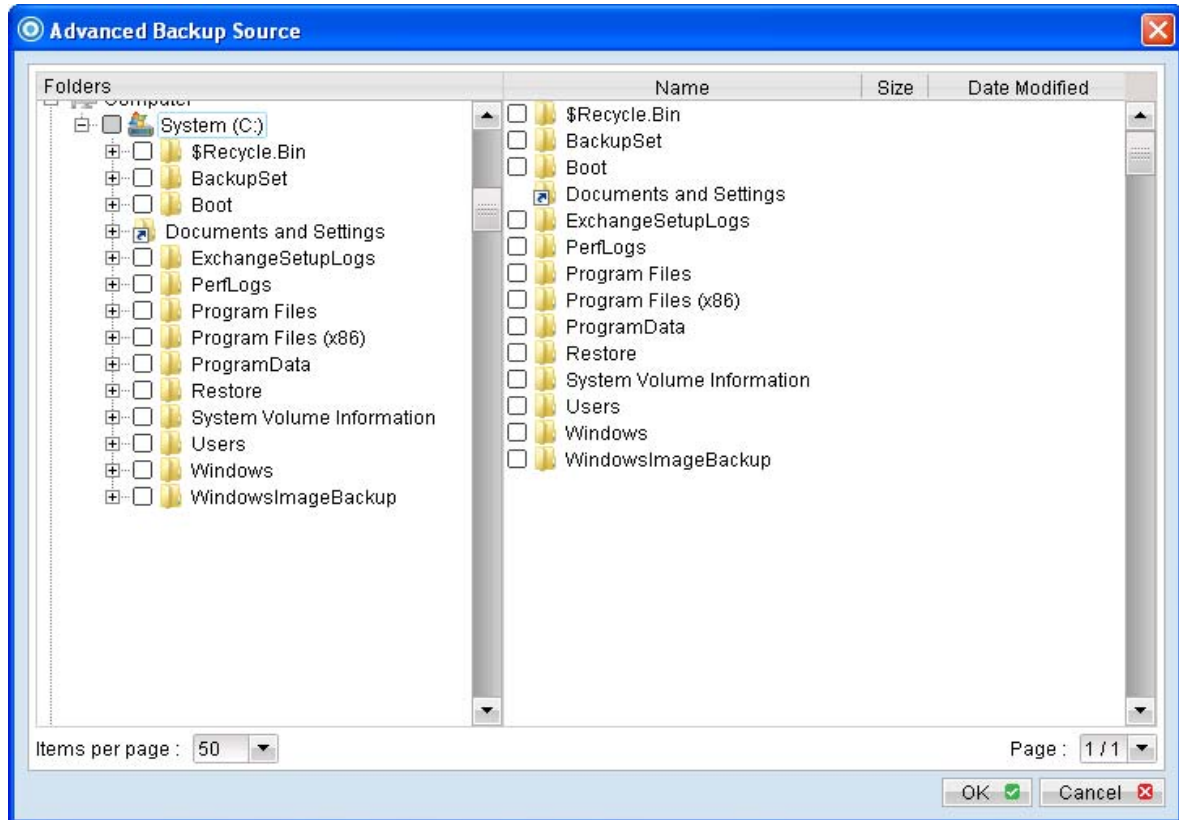 Advanced Backup Source
Folders
Name
Size
Date Modified
Computer
System (C:)
$Recycle.Bin
BackupSet
Boot
Documents and Settings
ExchangeSetupLogs
PerfLogs
Program Files
Program Files (x86)
ProgramData
Restore
System Volume Information
Users
Windows
WindowsImageBackup
$Recycle.Bin
BackupSet
Boot
Documents and Settings
ExchangeSetupLogs
PerfLogs
Program Files
Program Files (x86)
ProgramData
Restore
System Volume Information
Users
Windows
WindowsImageBackup
Items per page : 50
Page : 1 / 1
OK
Cancel